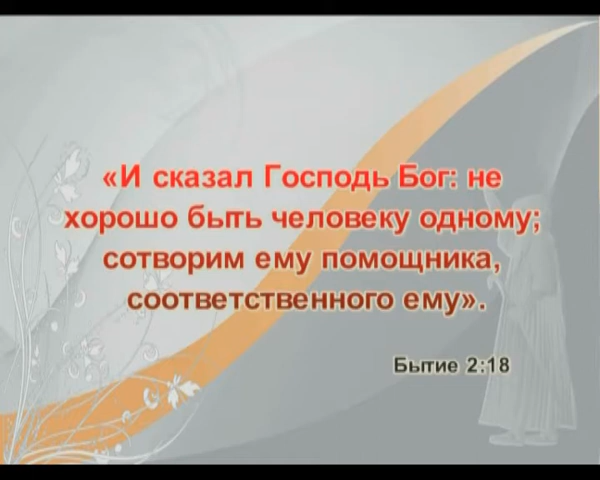 «И сказал Господь Бог: не
хорошо быть человеку одному;
сотворим ему помощника,
соответственного ему».
Бытие 2:18